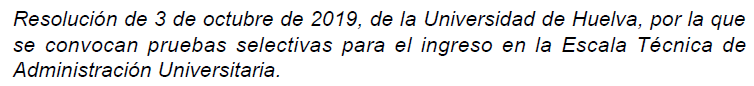 Resolución de 3 de octubre de 2019, de la Universidad de Huelva, por la que
se convocan pruebas selectivas para el ingreso en la Escala Técnica de
Administración Universitaria.